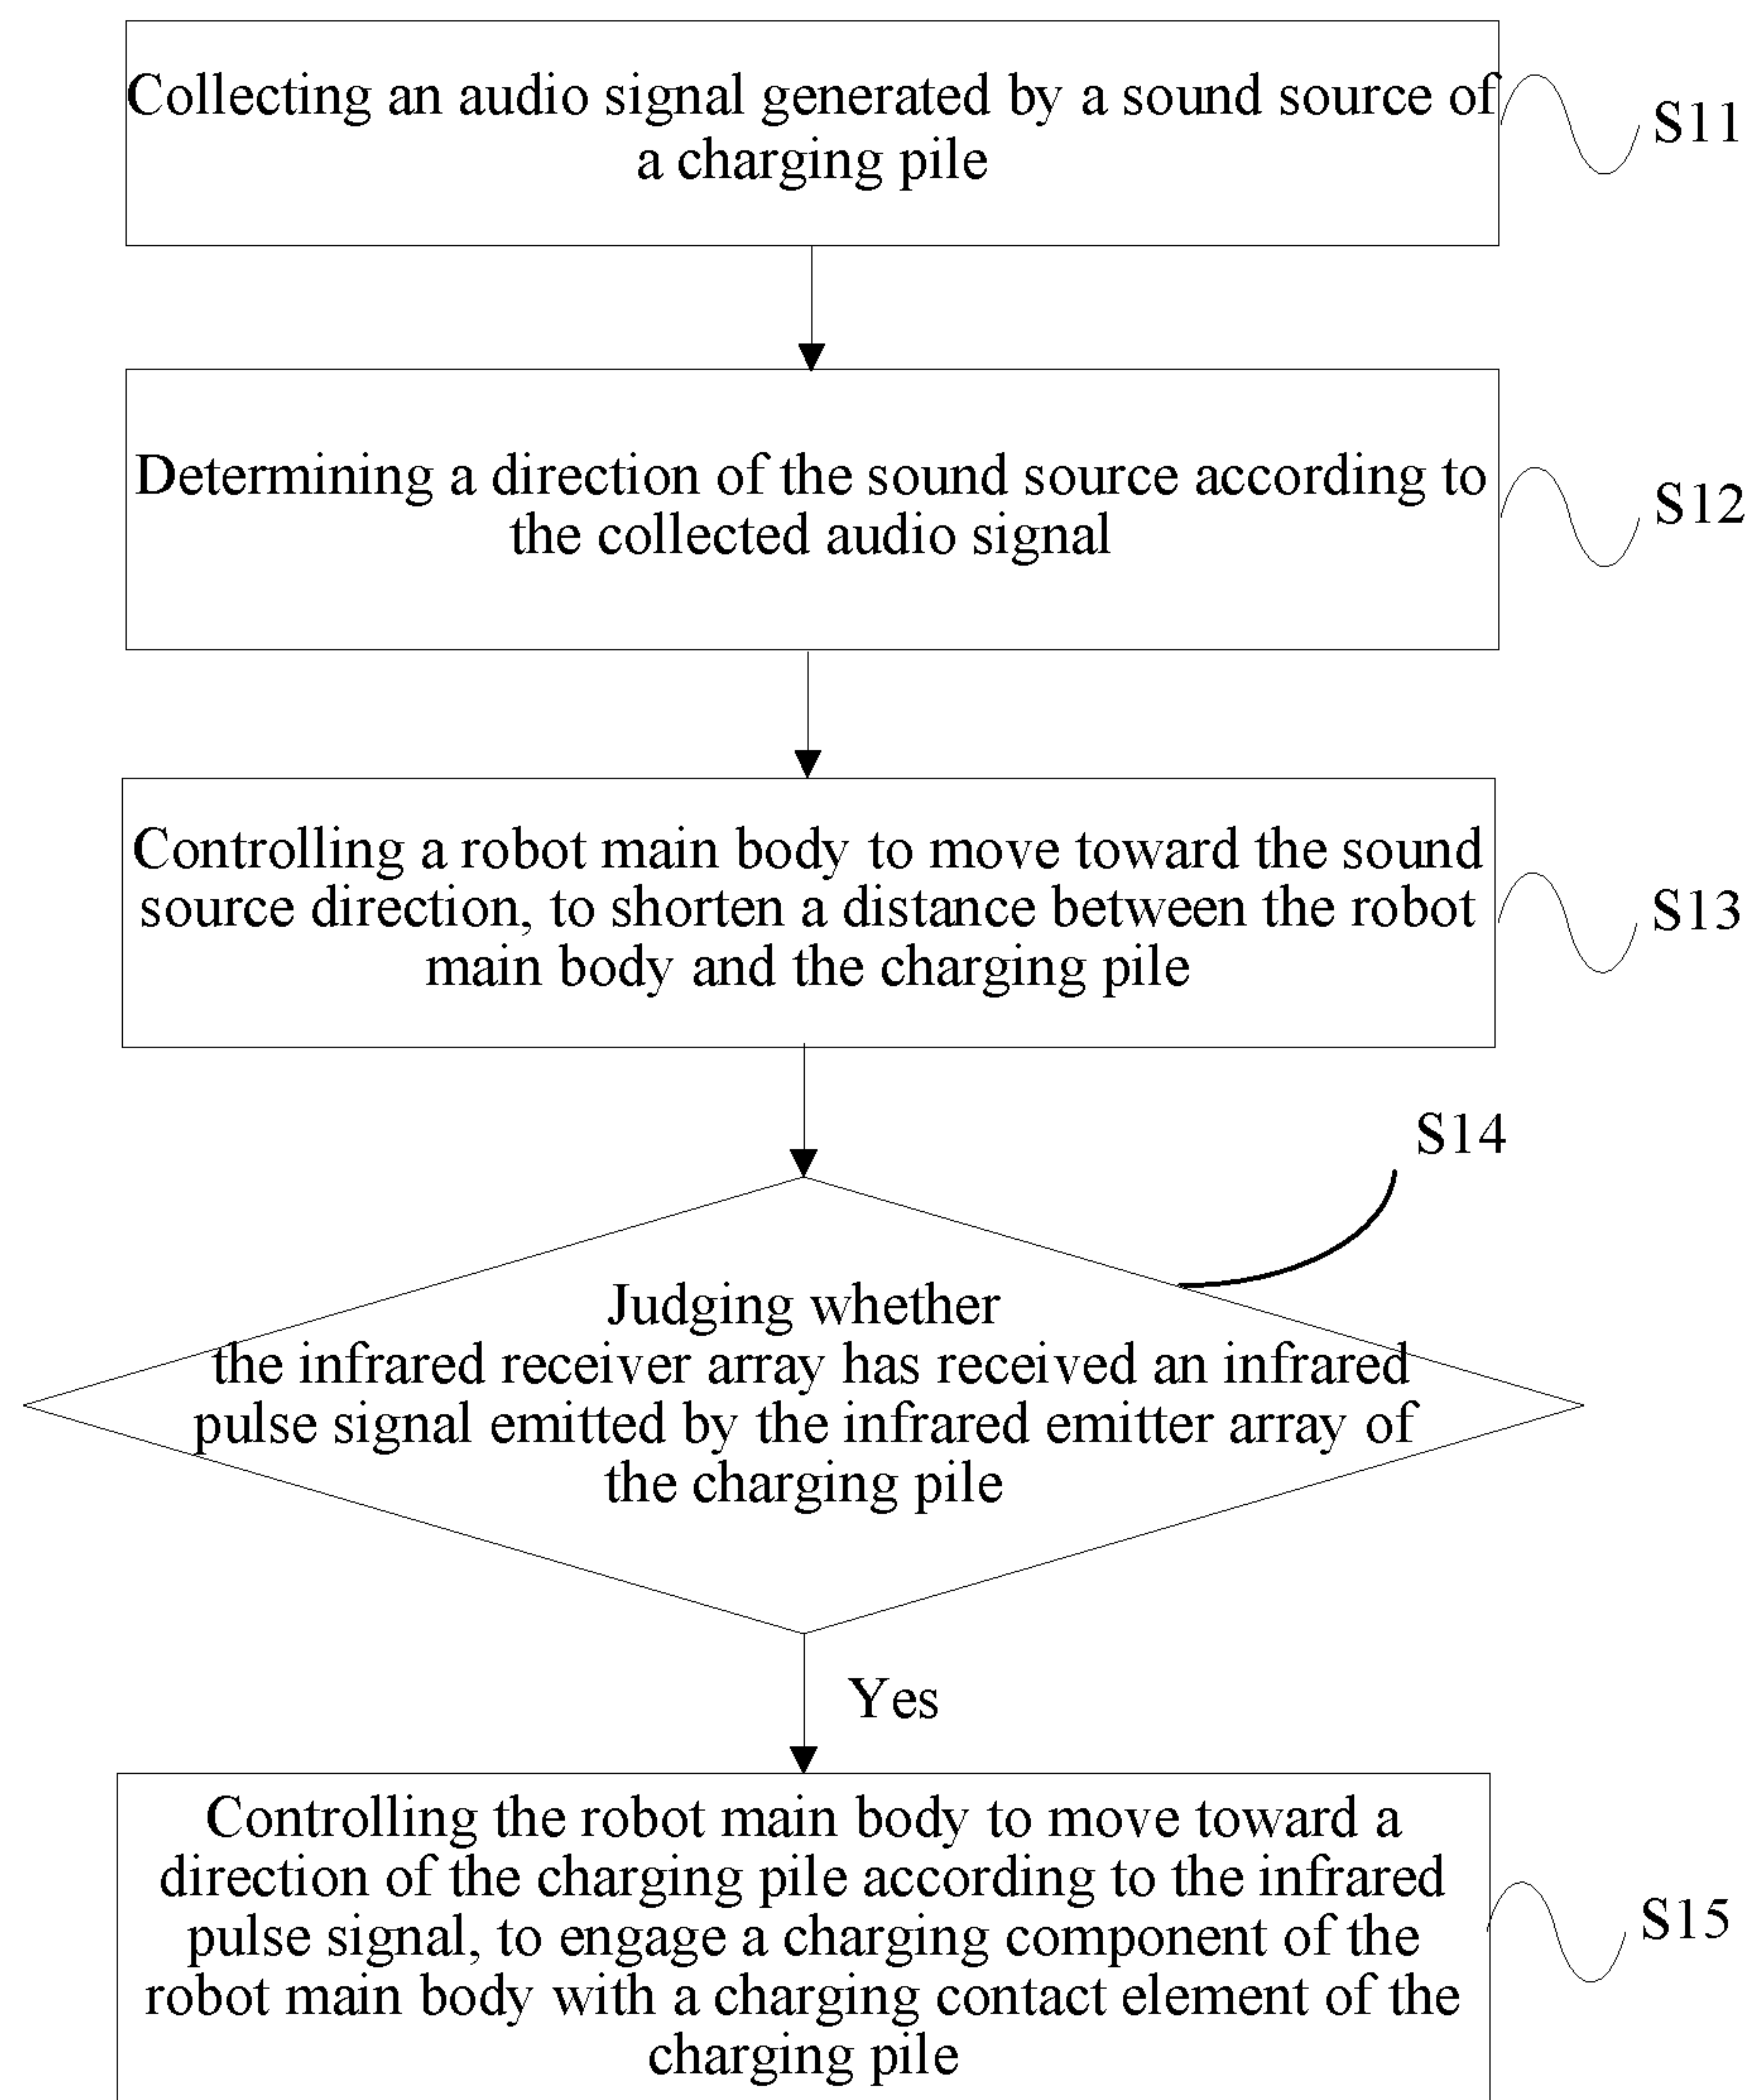 Collecting an audio signal generated by a sound source of
a charging pile
S11
Determining a direction of the sound source according to
the collected audio signal
S12
Controlling a robot main body to move toward the sound
source direction, to shorten a distance between the robot
main body and the charging pile
S13
S14
Judging whether
the infrared receiver array has received an infrared
pulse signal emitted by the infrared emitter array of
the charging pile
Yes
Controlling the robot main body to move toward a
direction of the charging pile according to the infrared
pulse signal, to engage a charging component of the
robot main body with a charging contact element of the
charging pile
S15